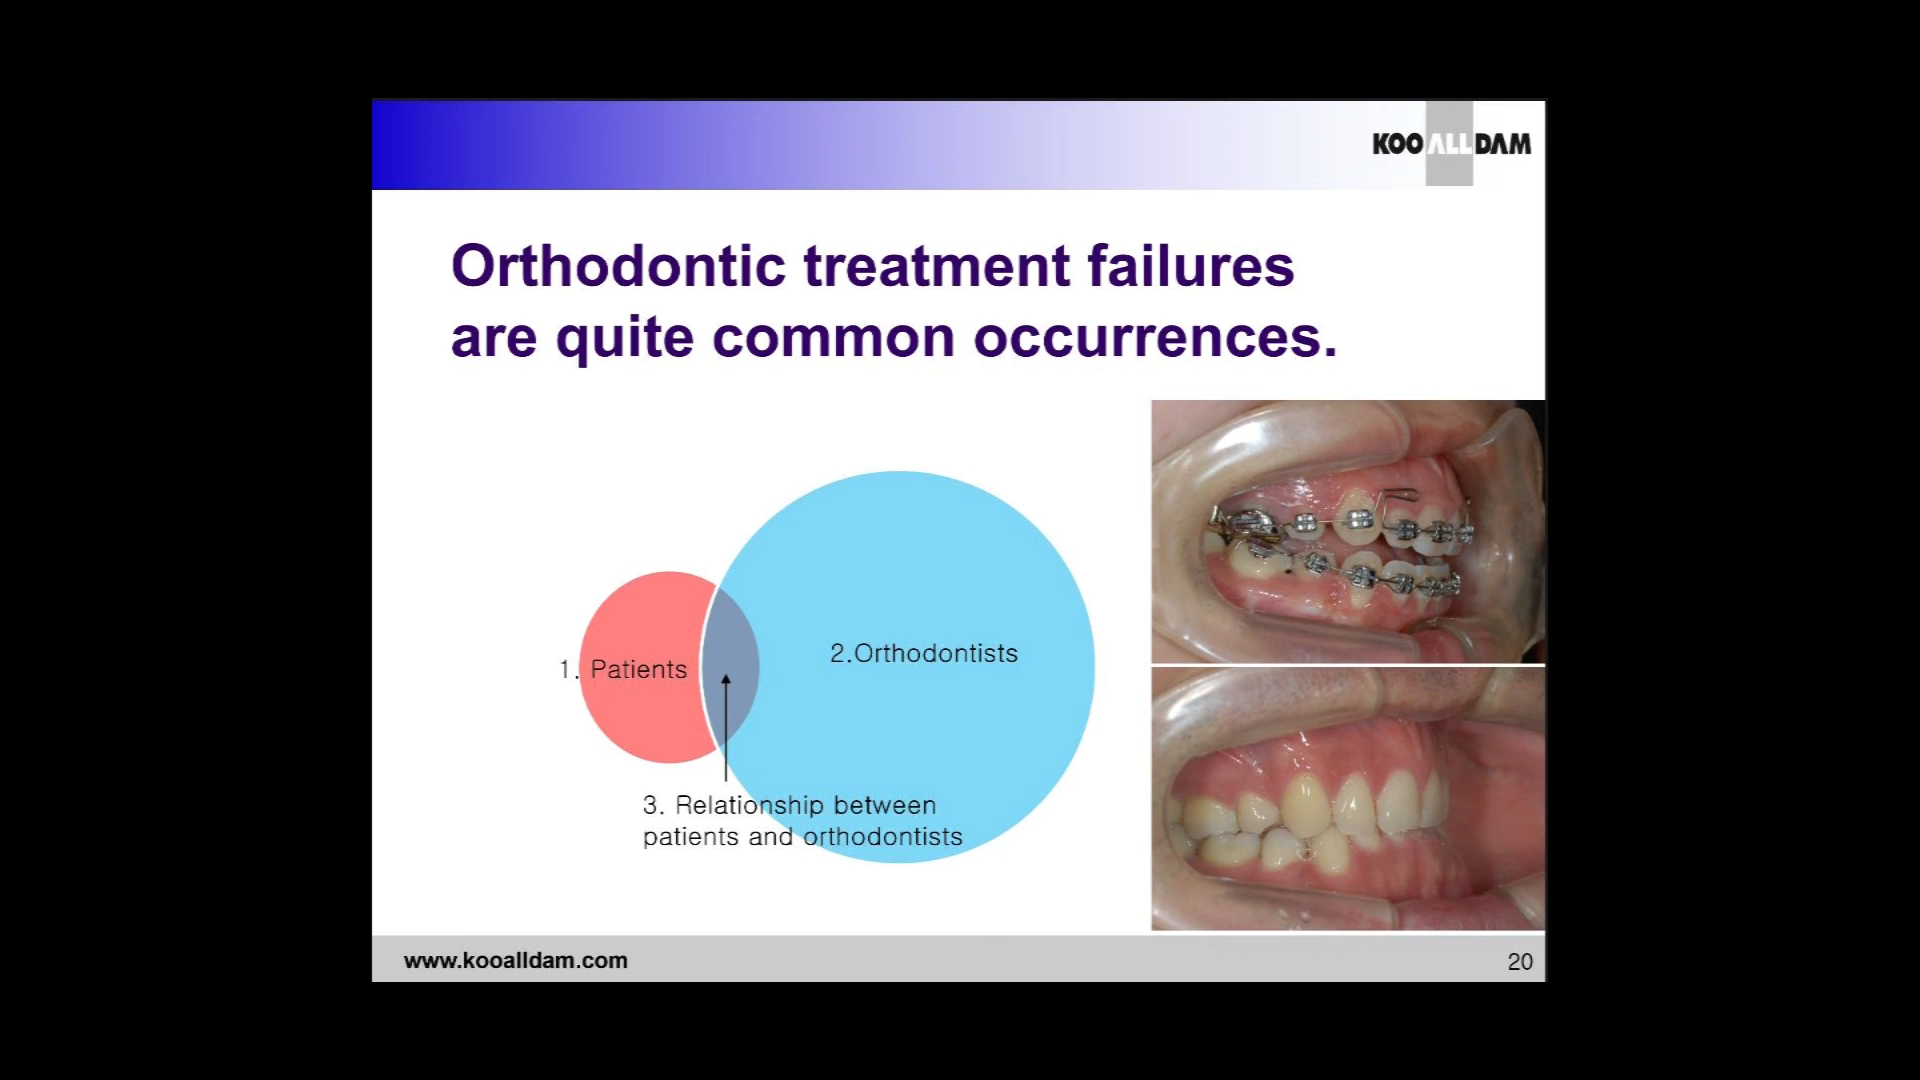 KOO ALL DAM
Orthodontic treatment failures
are quite common occurrences.
1. Patients
2.Orthodontists
3. Relationship between
patients and orthodontists
www.kooalldam.com
20